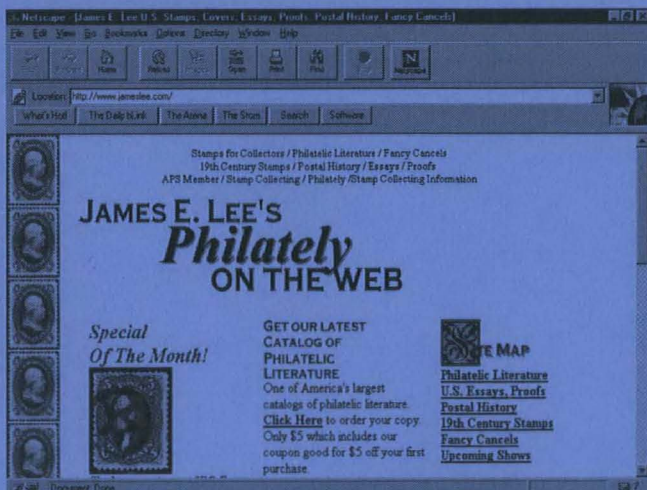 Netscape - [James E. Lee U.S. Stamps, Covers, Essays, Proofs, Postal History, Fancy Cancels]
File Edit View Go Bookmarks Options Directory Window Help
Home Reload Images Open Print Find
Netscape
Location: http://www.jameslee.com/
What's Hot! The Daily bLink The Arena The Store Search Software
Stamps for Collectors / Philatelic Literature / Fancy Cancels
19th Century Stamps / Postal History / Essays / Proofs
APS Member / Stamp Collecting / Philately /Stamp Collecting Information
JAMES E. LEE'S
Philately
ON THE WEB
Special
Of The Month!
GET OUR LATEST
CATALOG OF
PHILATELIC
LITERATURE
One of America's largest
catalogs of philatelic literature.
Click Here to order your copy.
Only $5 which includes our
coupon good for $5 off your first
purchase.
SITE MAP
Philatelic Literature
U.S. Essays, Proofs
Postal History
19th Century Stamps
Fancy Cancels
Upcoming Shows
Document: Done